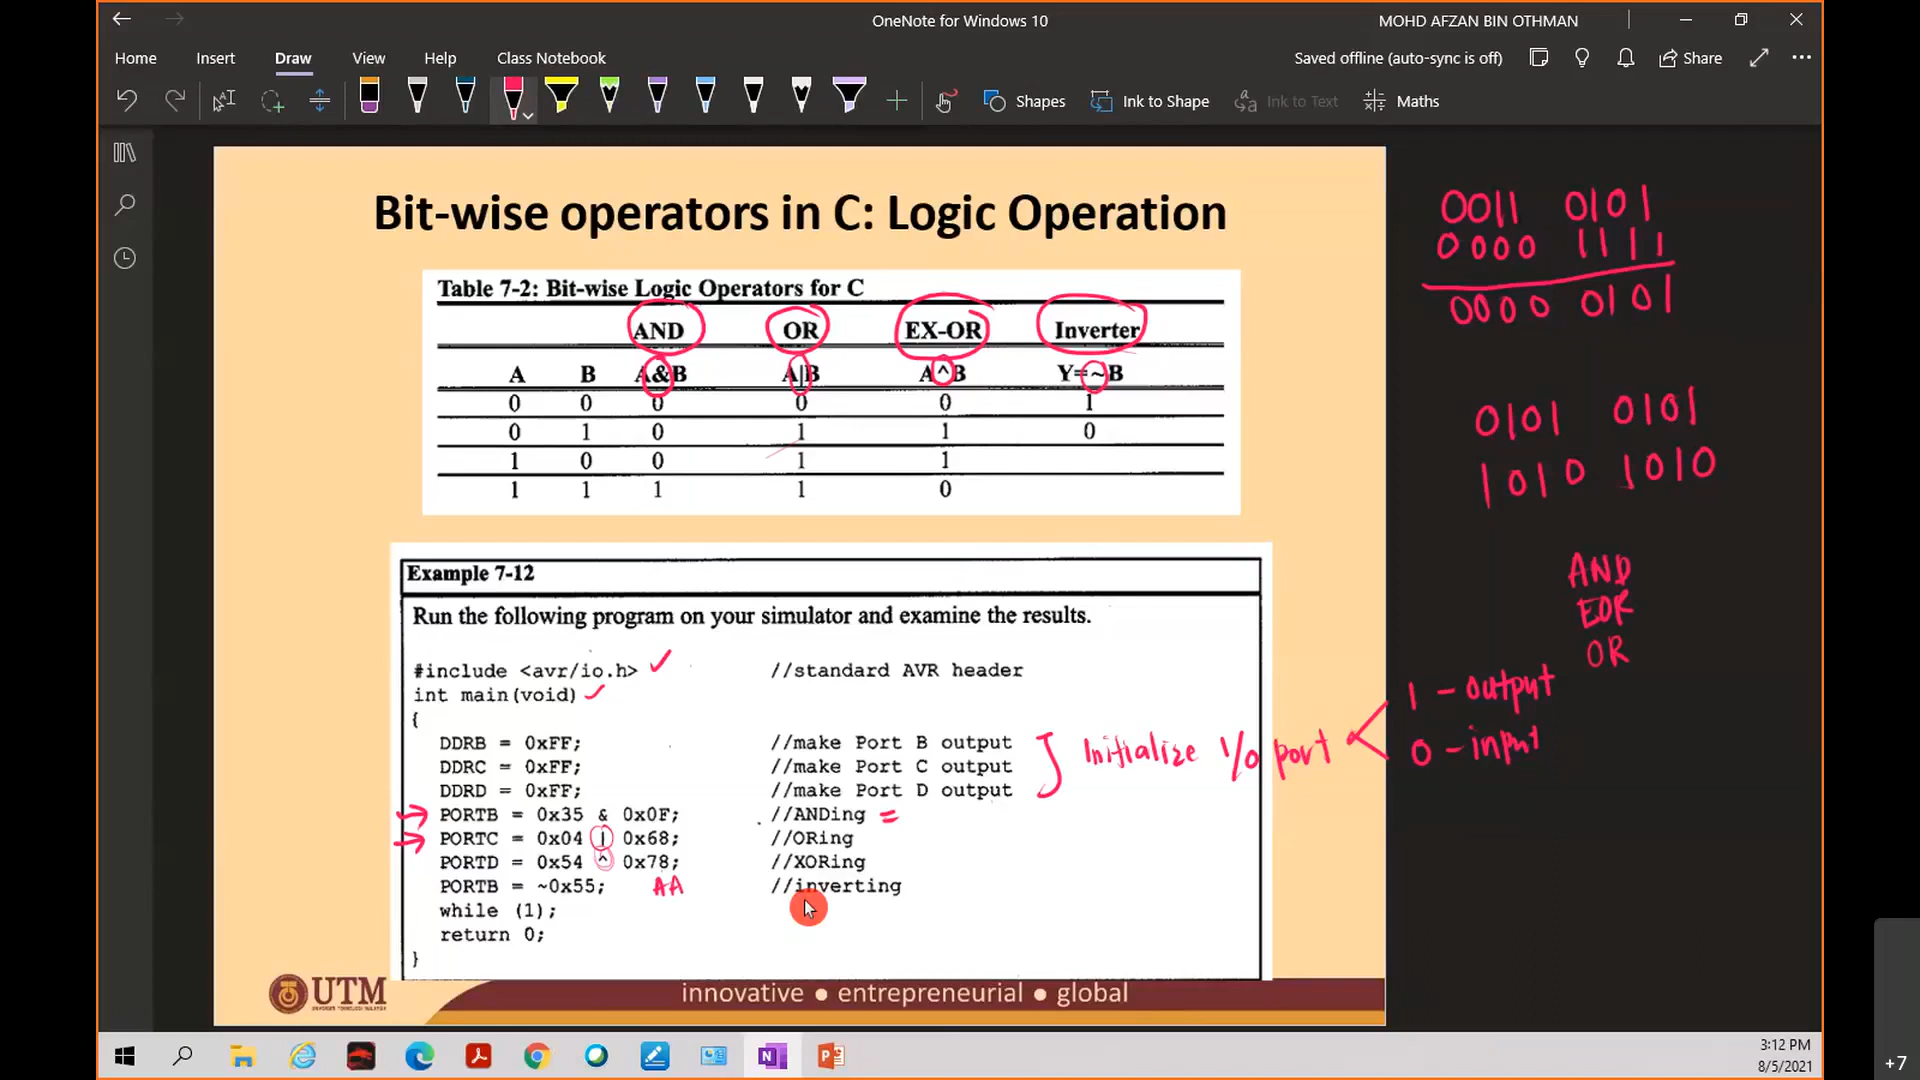 OneNote for Windows 10
MOHD AFZAN BIN OTHMAN
Home Insert Draw View Help Class Notebook
Saved offline (auto-sync is off) Share
Shapes Ink to Shape Ink to Text Maths
Bit-wise operators in C: Logic Operation
Table 7-2: Bit-wise Logic Operators for C
AND OR EX-OR Inverter
A B A&B A|B A^B Y=~B
0 0 0 0 0 1
0 1 0 1 1 0
1 0 0 1 1
1 1 1 1 0
0011 0101
0000 1111
0000 0101
0101 0101
1010 1010
AND
EOR
OR
Example 7-12
Run the following program on your simulator and examine the results.
#include <avr/io.h> //standard AVR header
int main(void)
{
DDRB = 0xFF; //make Port B output
DDRC = 0xFF; //make Port C output
DDRD = 0xFF; //make Port D output
Initialize I/O port
1 - output
0 - input
PORTB = 0x35 & 0x0F; //ANDing =
PORTC = 0x04 | 0x68; //ORing
PORTD = 0x54 ^ 0x78; //XORing
PORTB = ~0x55; AA //inverting
while (1);
return 0;
}
UTM
innovative ● entrepreneurial ● global
3:12 PM
8/5/2021
+7